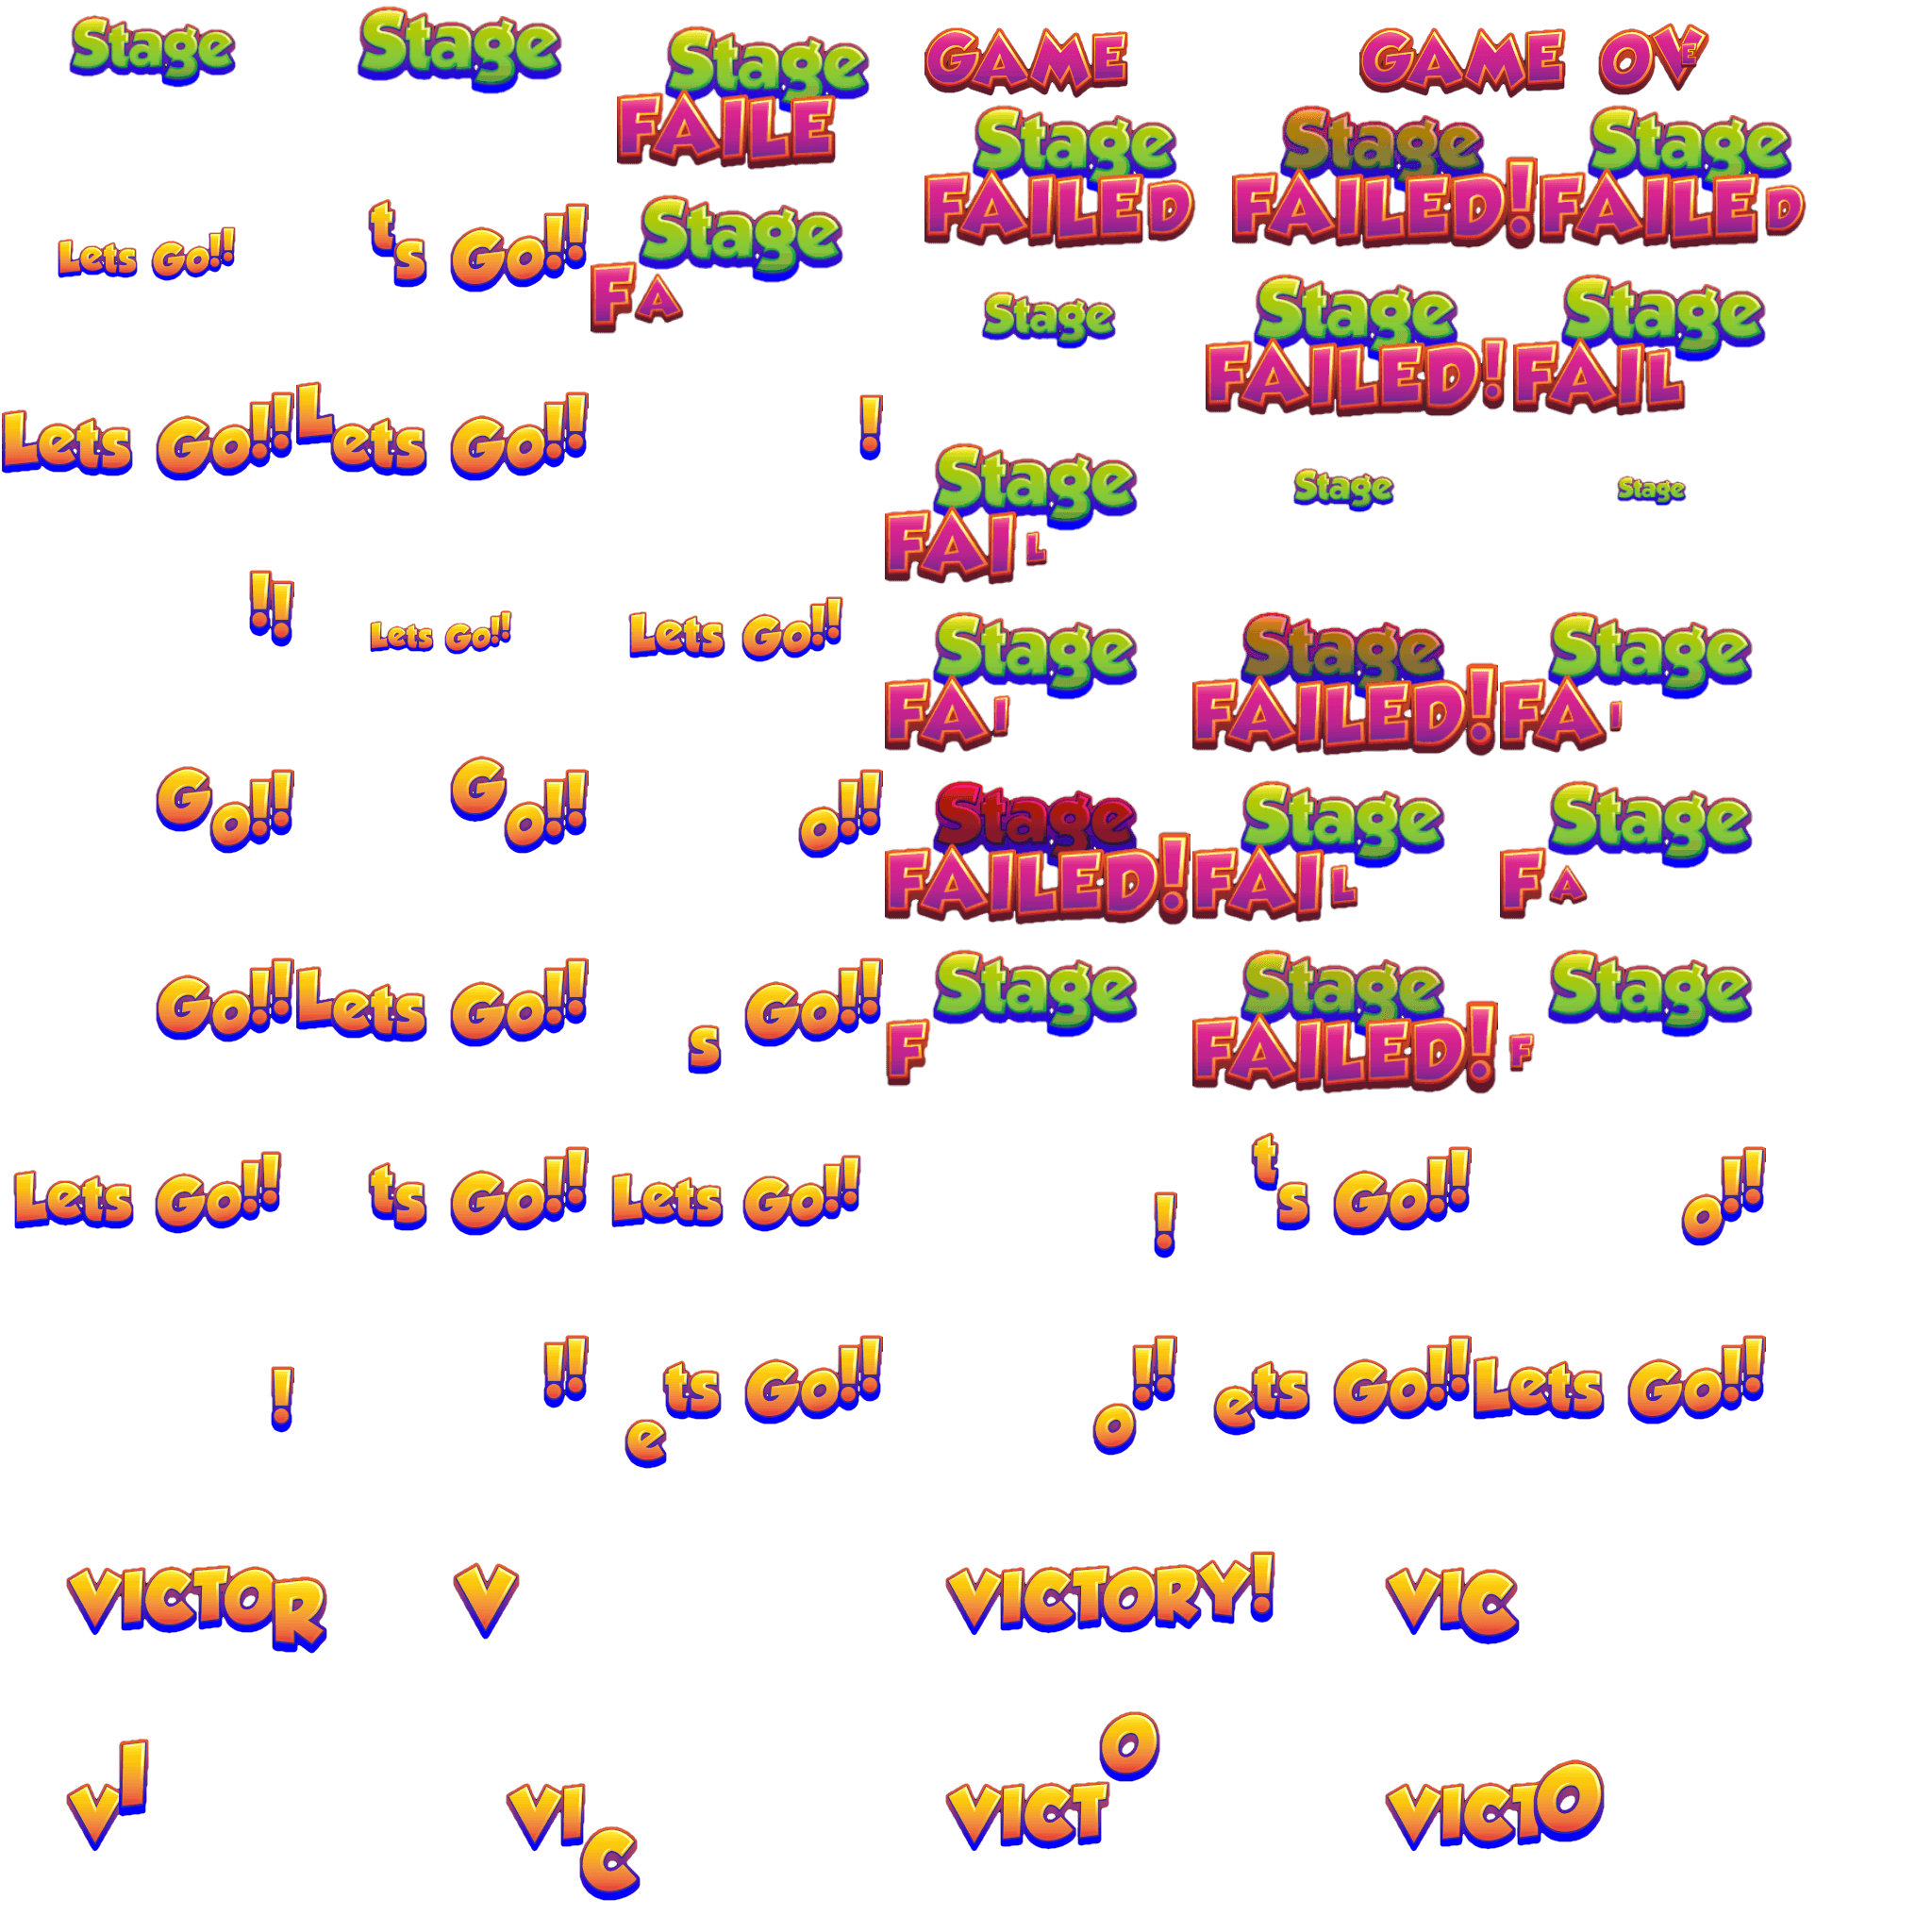 Stage Stage Stage GAME GAME OVE
FAILE Stage Stage Stage
FAILED FAILED! FAILED
Lets Go!! ts Go!! Stage
FA Stage Stage Stage
FAILED! FAIL
Lets Go!! Lets Go!! !
Stage Stage Stage
FAIL
!! Lets Go!! Lets Go!! Stage Stage Stage
FAI FAILED! FAI
Go!! Go!! o!! Stage Stage Stage
FAILED! FAIL FA
Go!! Lets Go!! s Go!! Stage Stage Stage
F FAILED! F
Lets Go!! ts Go!! Lets Go!! ! ts Go!! o!!
! !! ets Go!! o!! ets Go!! Lets Go!!
VICTOR V VICTORY! VIC
VI VIC VICTO VICTO